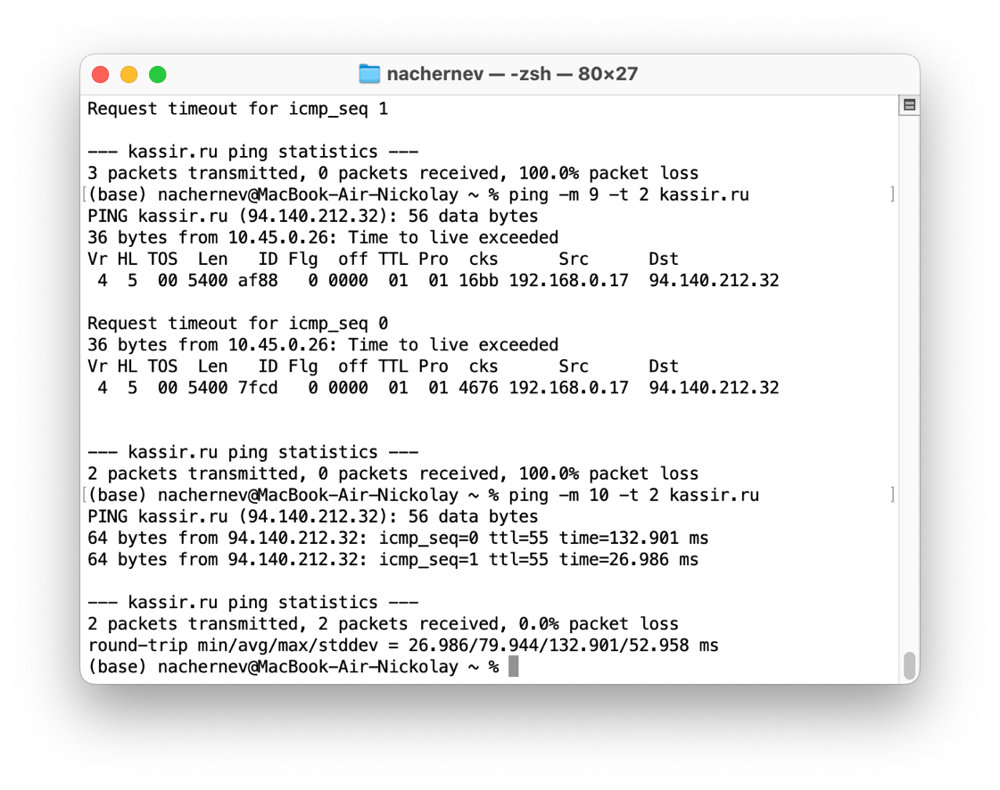 nachernev — -zsh — 80×27
Request timeout for icmp_seq 1
--- kassir.ru ping statistics ---
3 packets transmitted, 0 packets received, 100.0% packet loss
[(base) nachernev@MacBook-Air-Nickolay ~ % ping -m 9 -t 2 kassir.ru ]
PING kassir.ru (94.140.212.32): 56 data bytes
36 bytes from 10.45.0.26: Time to live exceeded
Vr HL TOS  Len   ID Flg  off TTL Pro  cks      Src      Dst
 4  5  00 5400 af88   0 0000  01  01 16bb 192.168.0.17  94.140.212.32
Request timeout for icmp_seq 0
36 bytes from 10.45.0.26: Time to live exceeded
Vr HL TOS  Len   ID Flg  off TTL Pro  cks      Src      Dst
 4  5  00 5400 7fcd   0 0000  01  01 4676 192.168.0.17  94.140.212.32
--- kassir.ru ping statistics ---
2 packets transmitted, 0 packets received, 100.0% packet loss
[(base) nachernev@MacBook-Air-Nickolay ~ % ping -m 10 -t 2 kassir.ru ]
PING kassir.ru (94.140.212.32): 56 data bytes
64 bytes from 94.140.212.32: icmp_seq=0 ttl=55 time=132.901 ms
64 bytes from 94.140.212.32: icmp_seq=1 ttl=55 time=26.986 ms
--- kassir.ru ping statistics ---
2 packets transmitted, 2 packets received, 0.0% packet loss
round-trip min/avg/max/stddev = 26.986/79.944/132.901/52.958 ms
(base) nachernev@MacBook-Air-Nickolay ~ %